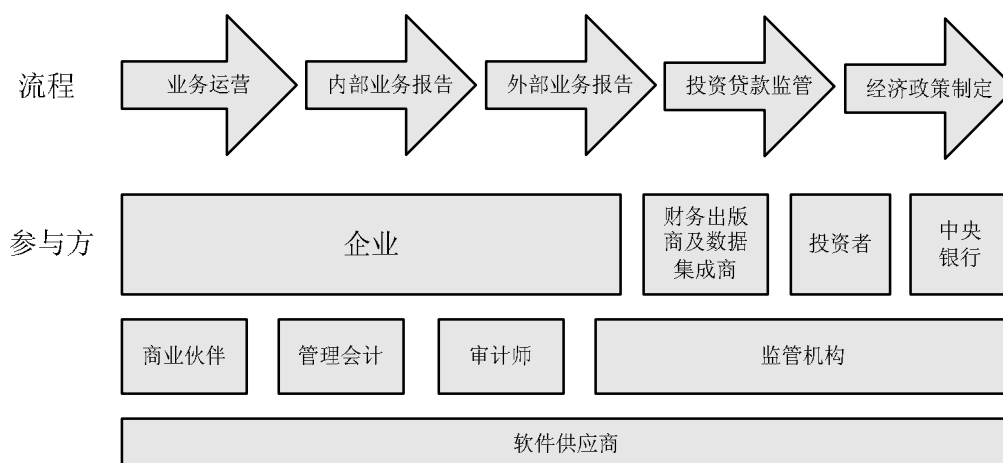 流程
业务运营
内部业务报告
外部业务报告
投资贷款监管
经济政策制定
参与方
企业
财务出版
商及数据
集成商
投资者
中央
银行
商业伙伴
管理会计
审计师
监管机构
软件供应商